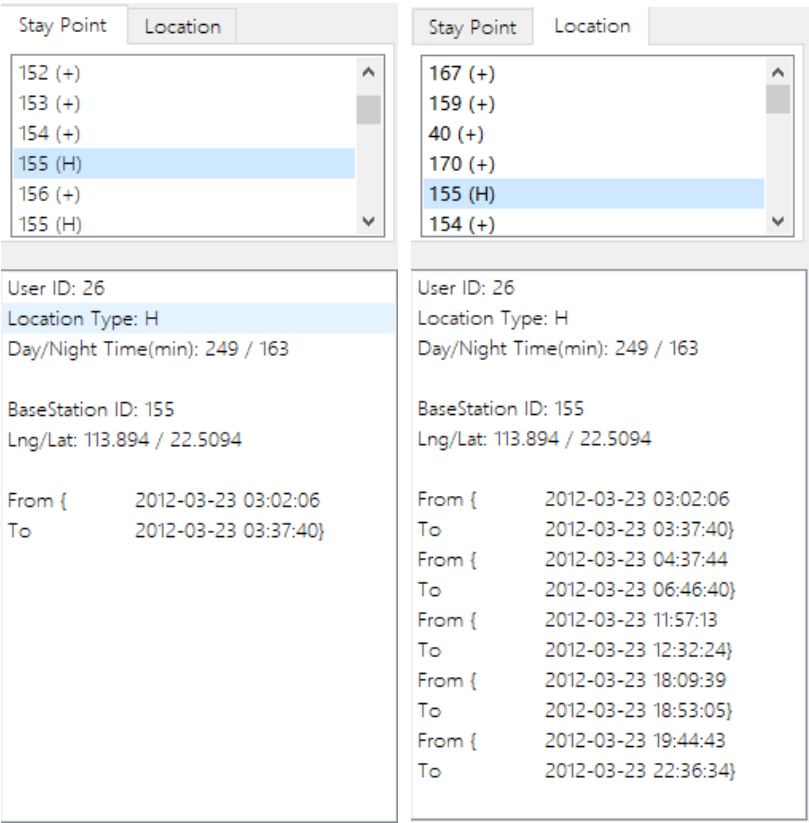 Stay Point Location
152 (+)
153 (+)
154 (+)
155 (H)
156 (+)
155 (H)
User ID: 26
Location Type: H
Day/Night Time(min): 249 / 163
BaseStation ID: 155
Lng/Lat: 113.894 / 22.5094
From { 2012-03-23 03:02:06
To 2012-03-23 03:37:40}
Stay Point Location
167 (+)
159 (+)
40 (+)
170 (+)
155 (H)
154 (+)
User ID: 26
Location Type: H
Day/Night Time(min): 249 / 163
BaseStation ID: 155
Lng/Lat: 113.894 / 22.5094
From { 2012-03-23 03:02:06
To 2012-03-23 03:37:40}
From { 2012-03-23 04:37:44
To 2012-03-23 06:46:40}
From { 2012-03-23 11:57:13
To 2012-03-23 12:32:24}
From { 2012-03-23 18:09:39
To 2012-03-23 18:53:05}
From { 2012-03-23 19:44:43
To 2012-03-23 22:36:34}